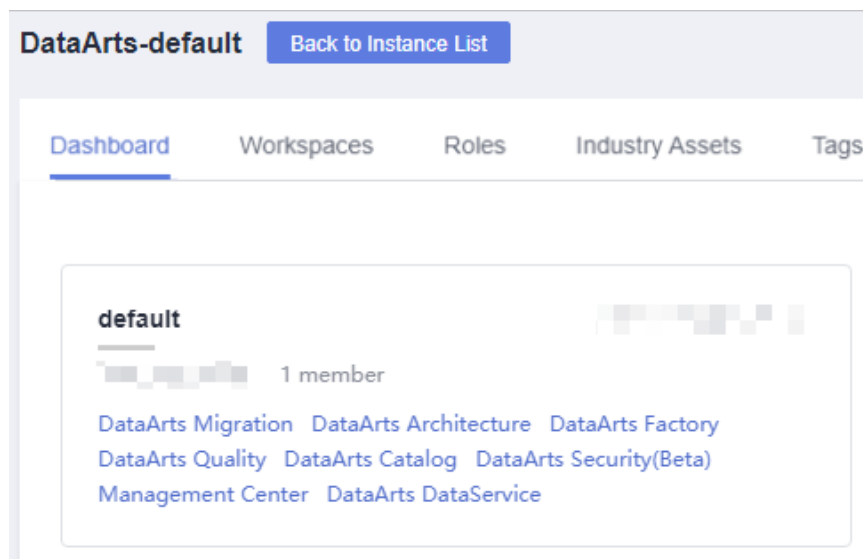 DataArts-default Back to Instance List
Dashboard Workspaces Roles Industry Assets Tags
default
1 member
DataArts Migration DataArts Architecture DataArts Factory
DataArts Quality DataArts Catalog DataArts Security(Beta)
Management Center DataArts DataService